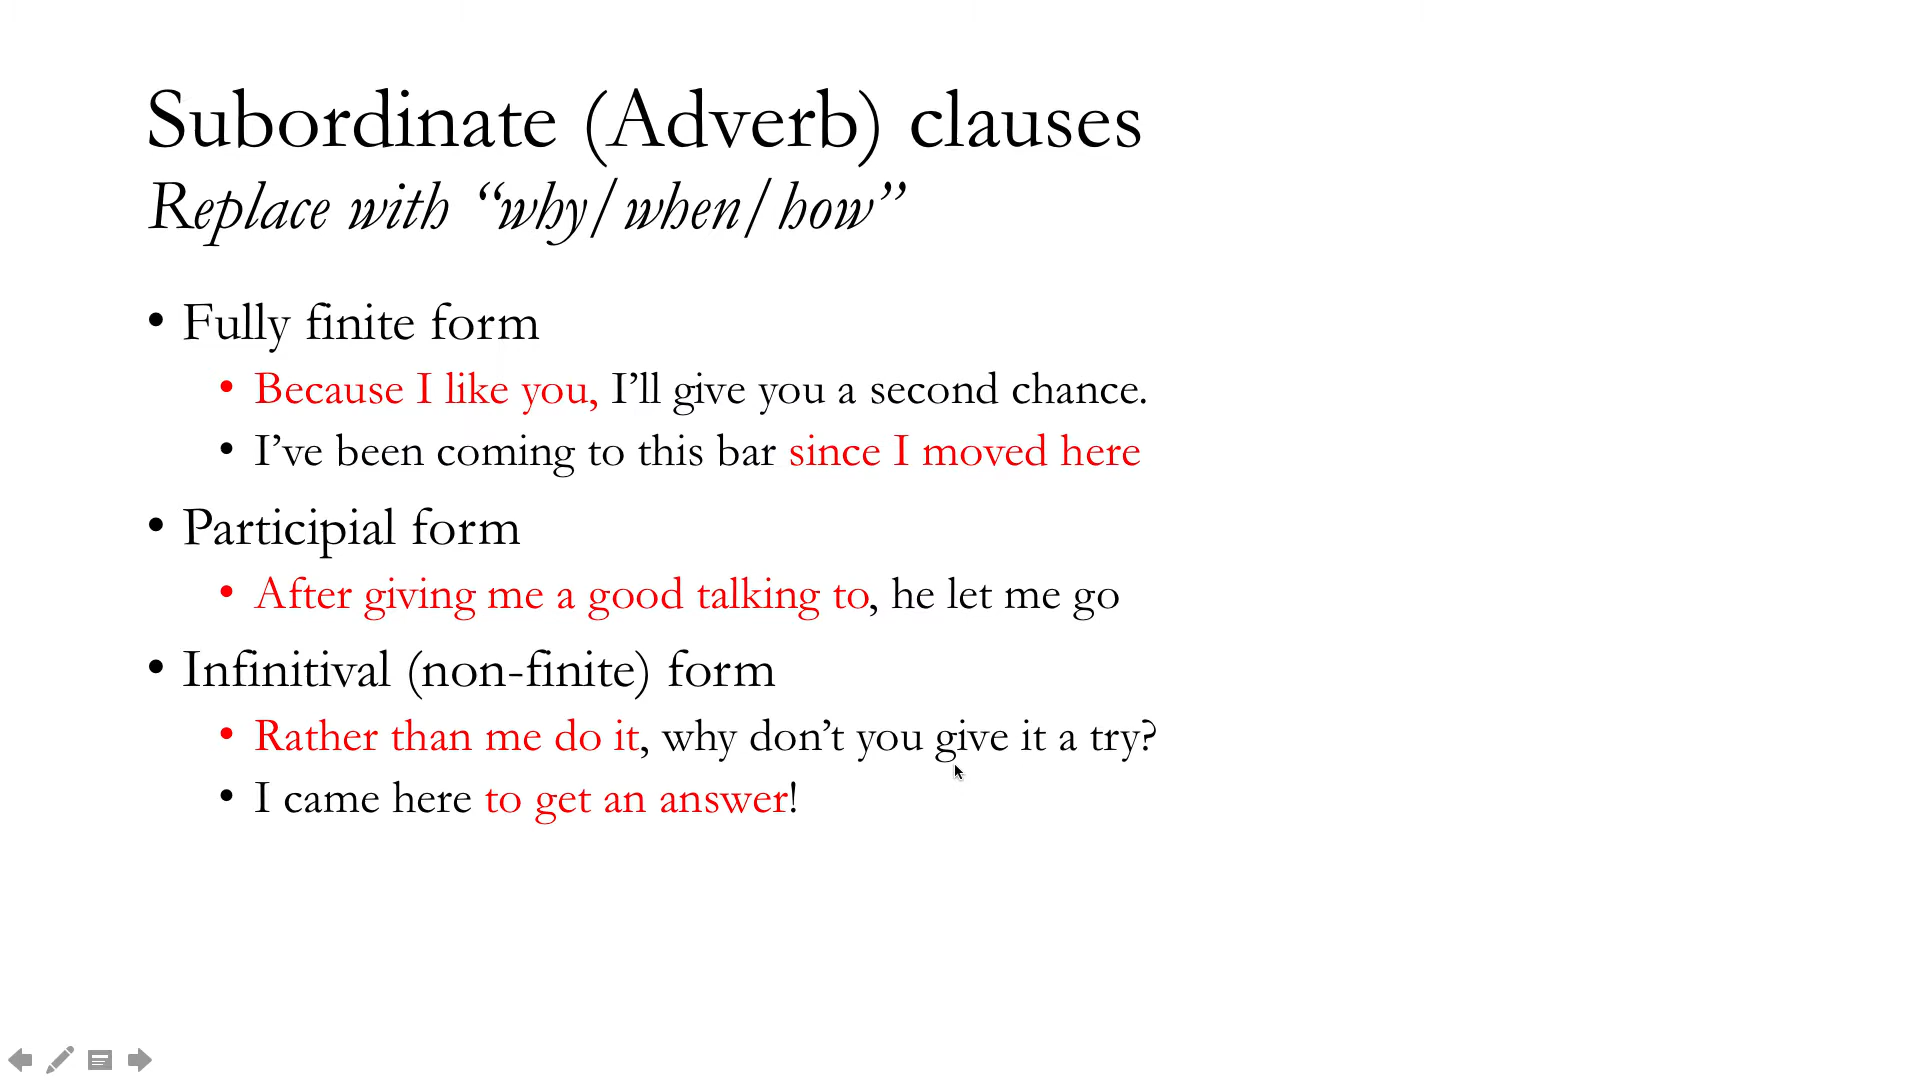 Subordinate (Adverb) clauses
Replace with “why/when/how”
• Fully finite form
• Because I like you, I’ll give you a second chance.
• I’ve been coming to this bar since I moved here
• Participial form
• After giving me a good talking to, he let me go
• Infinitival (non-finite) form
• Rather than me do it, why don’t you give it a try?
• I came here to get an answer!